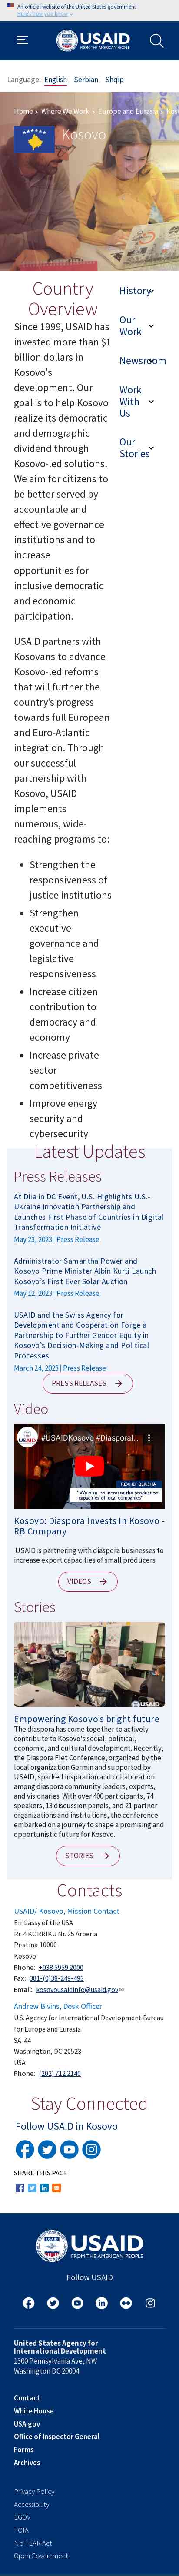 An official website of the United States government
Here's how you know
USAID
FROM THE AMERICAN PEOPLE
Language: English Serbian Shqip
Home › Where We Work › Europe and Eurasia ›
Kosovo
Country
Overview
Since 1999, USAID has
invested more than $1
billion dollars in
Kosovo's
development. Our
goal is to help Kosovo
realize its democratic
and demographic
dividend through
Kosovo-led solutions.
We aim for citizens to
be better served by
accountable and
effective governance
institutions and to
increase
opportunities for
inclusive democratic
and economic
participation.
USAID partners with
Kosovans to advance
Kosovo-led reforms
that will further the
country's progress
towards full European
and Euro-Atlantic
integration. Through
our successful
partnership with
Kosovo, USAID
implements
numerous, wide-
reaching programs to:
• Strengthen the
responsiveness of
justice institutions
• Strengthen
executive
governance and
legislative
responsiveness
• Increase citizen
contribution to
democracy and
economy
• Increase private
sector
competitiveness
• Improve energy
security and
cybersecurity
History
Our
Work
Newsroom
Work
With
Us
Our
Stories
Latest Updates
Press Releases
At Diia in DC Event, U.S. Highlights U.S.-
Ukraine Innovation Partnership and
Launches First Phase of Countries in Digital
Transformation Initiative
May 23, 2023 | Press Release
Administrator Samantha Power and
Kosovo Prime Minister Albin Kurti Launch
Kosovo's First Ever Solar Auction
May 12, 2023 | Press Release
USAID and the Swiss Agency for
Development and Cooperation Forge a
Partnership to Further Gender Equity in
Kosovo's Decision-Making and Political
Processes
March 24, 2023 | Press Release
PRESS RELEASES →
Video
#USAIDKosovo #Diasporal...
REXHEP BERISHA
"We plan to increase the production
capacities of local companies"
Kosovo: Diaspora Invests In Kosovo -
RB Company
USAID is partnering with diaspora businesses to
increase export capacities of small producers.
VIDEOS →
Stories
USAID
Empowering Kosovo's bright future
The diaspora has come together to actively
contribute to Kosovo's social, political,
economic, and cultural development. Recently,
the Diaspora Flet Conference, organized by the
local organization Germin and supported by
USAID, sparked inspiration and collaboration
among diaspora community leaders, experts,
and visionaries. With over 400 participants, 74
speakers, 13 discussion panels, and 21 partner
organizations and institutions, the conference
embarked on a journey to shape a promising and
opportunistic future for Kosovo.
STORIES →
Contacts
USAID/ Kosovo, Mission Contact
Embassy of the USA
Rr. 4 KORRIKU Nr. 25 Arberia
Pristina 10000
Kosovo
Phone: +038 5959 2000
Fax: 381-(0)38-249-493
Email: kosovousaidinfo@usaid.gov
Andrew Bivins, Desk Officer
U.S. Agency for International Development Bureau
for Europe and Eurasia
SA-44
Washington, DC 20523
USA
Phone: (202) 712 2140
Stay Connected
Follow USAID in Kosovo
SHARE THIS PAGE
USAID
FROM THE AMERICAN PEOPLE
Follow USAID
United States Agency for
International Development
1300 Pennsylvania Ave, NW
Washington DC 20004
Contact
White House
USA.gov
Office of Inspector General
Forms
Archives
Privacy Policy
Accessibility
EGOV
FOIA
No FEAR Act
Open Government